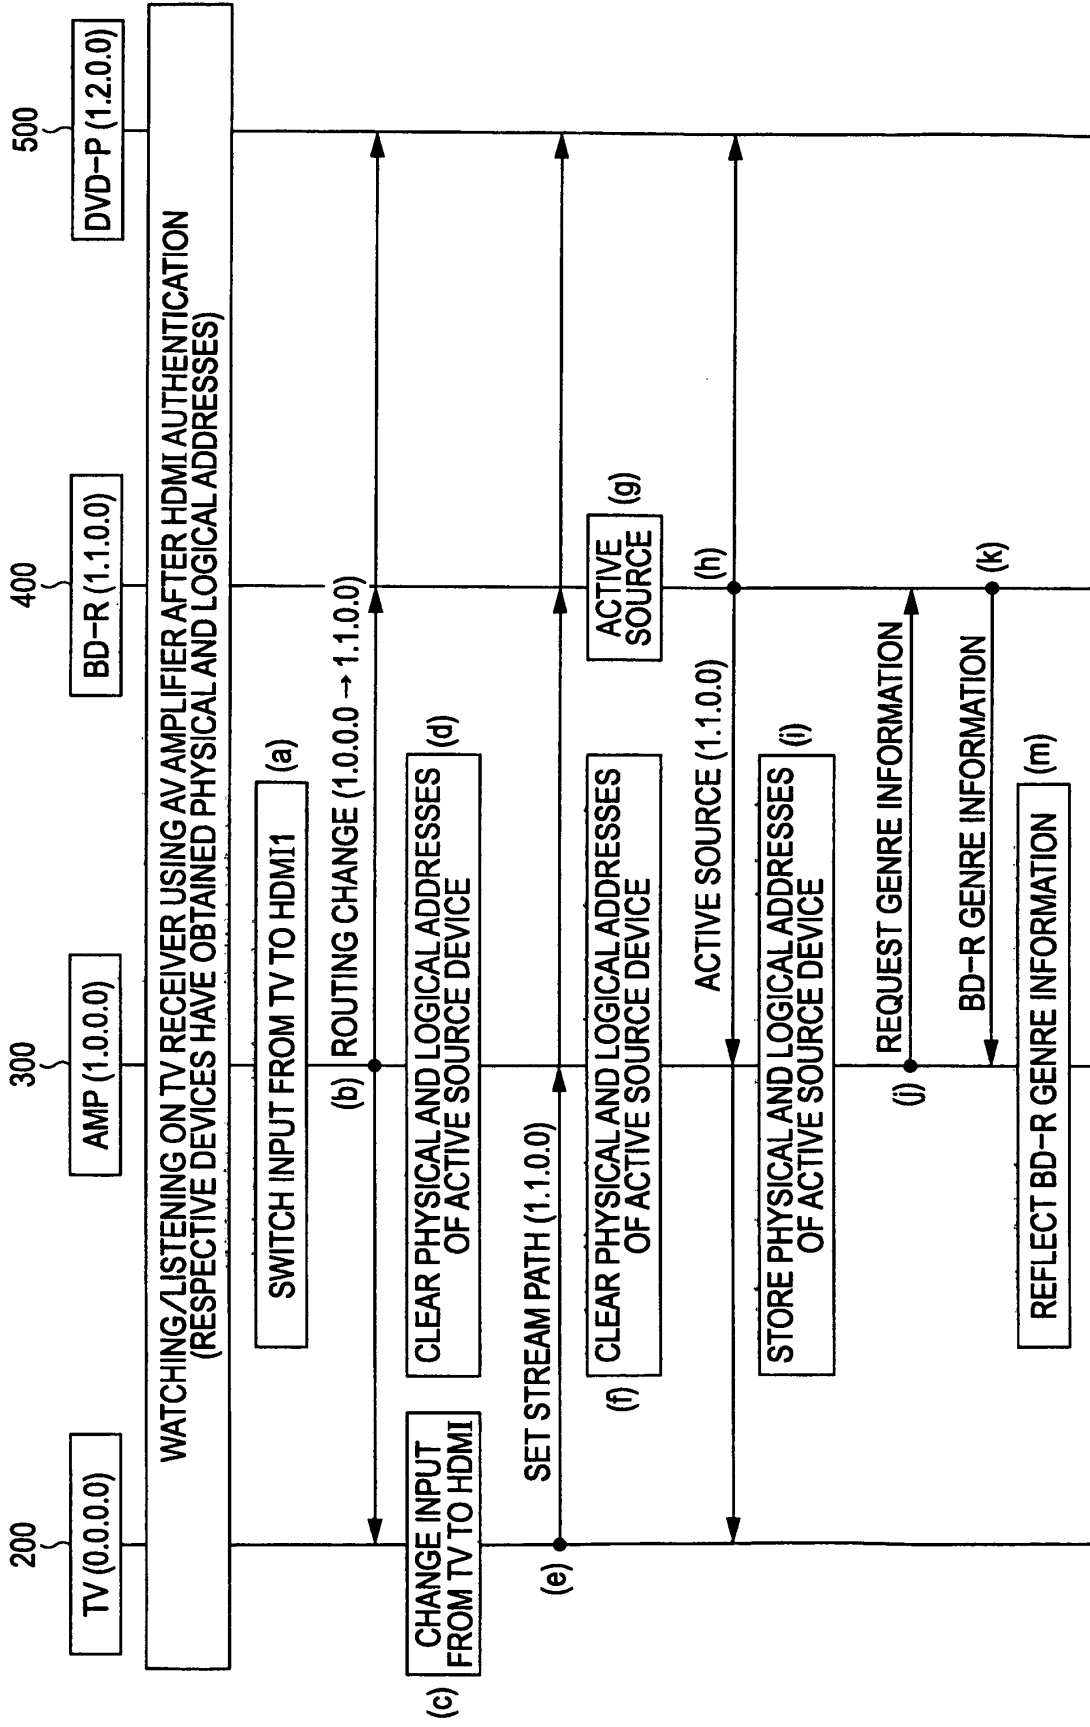 200
300
400
500
TV (0.0.0.0)
AMP (1.0.0.0)
BD-R (1.1.0.0)
DVD-P (1.2.0.0)
WATCHING/LISTENING ON TV RECEIVER USING AV AMPLIFIER AFTER HDMI AUTHENTICATION
(RESPECTIVE DEVICES HAVE OBTAINED PHYSICAL AND LOGICAL ADDRESSES)
SWITCH INPUT FROM TV TO HDMI1
(a)
(b)
ROUTING CHANGE (1.0.0.0 → 1.1.0.0)
(c)
CHANGE INPUT
FROM TV TO HDMI
CLEAR PHYSICAL AND LOGICAL ADDRESSES
OF ACTIVE SOURCE DEVICE
(d)
(e)
SET STREAM PATH (1.1.0.0)
(f)
CLEAR PHYSICAL AND LOGICAL ADDRESSES
OF ACTIVE SOURCE DEVICE
ACTIVE
SOURCE
(g)
ACTIVE SOURCE (1.1.0.0)
(h)
STORE PHYSICAL AND LOGICAL ADDRESSES
OF ACTIVE SOURCE DEVICE
(i)
(j)
REQUEST GENRE INFORMATION
BD-R GENRE INFORMATION
(k)
REFLECT BD-R GENRE INFORMATION
(m)